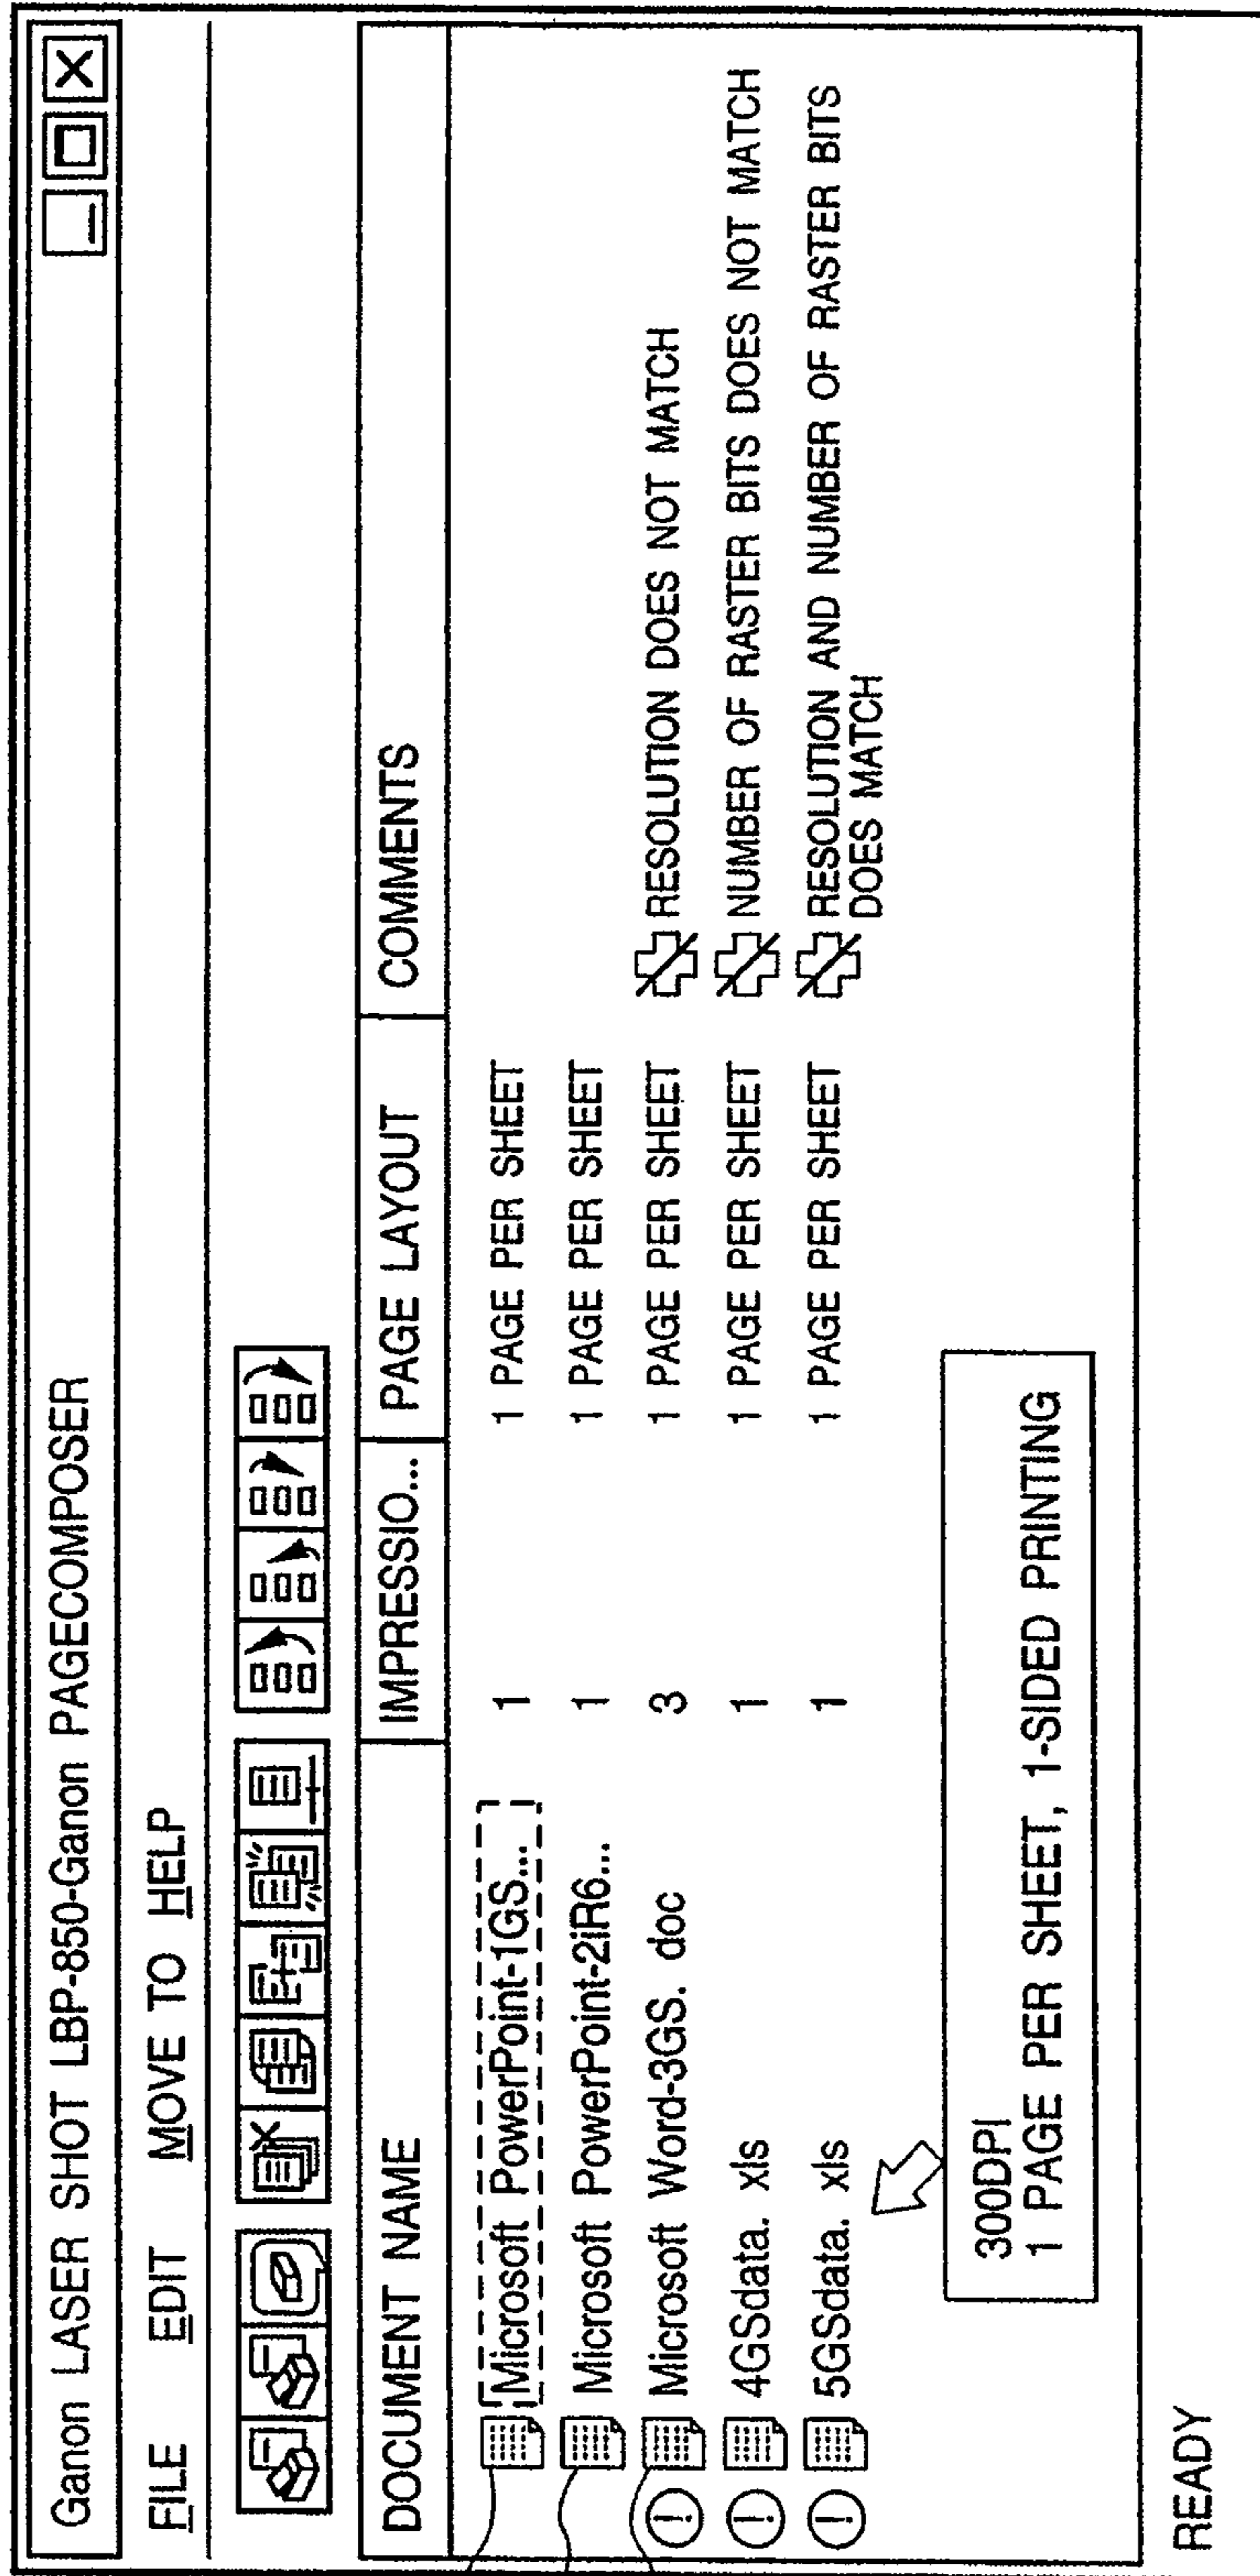 Ganon LASER SHOT LBP-850-Ganon PAGECOMPOSER
FILE EDIT MOVE TO HELP
DOCUMENT NAME IMPRESSIO... PAGE LAYOUT COMMENTS
Microsoft PowerPoint-1GS... 1 1 PAGE PER SHEET
Microsoft PowerPoint-2iR6... 1 1 PAGE PER SHEET
Microsoft Word-3GS. doc 3 1 PAGE PER SHEET RESOLUTION DOES NOT MATCH
4GSdata. xls 1 1 PAGE PER SHEET NUMBER OF RASTER BITS DOES NOT MATCH
5GSdata. xls 1 1 PAGE PER SHEET RESOLUTION AND NUMBER OF RASTER BITS
DOES MATCH
300DPI
1 PAGE PER SHEET, 1-SIDED PRINTING
READY